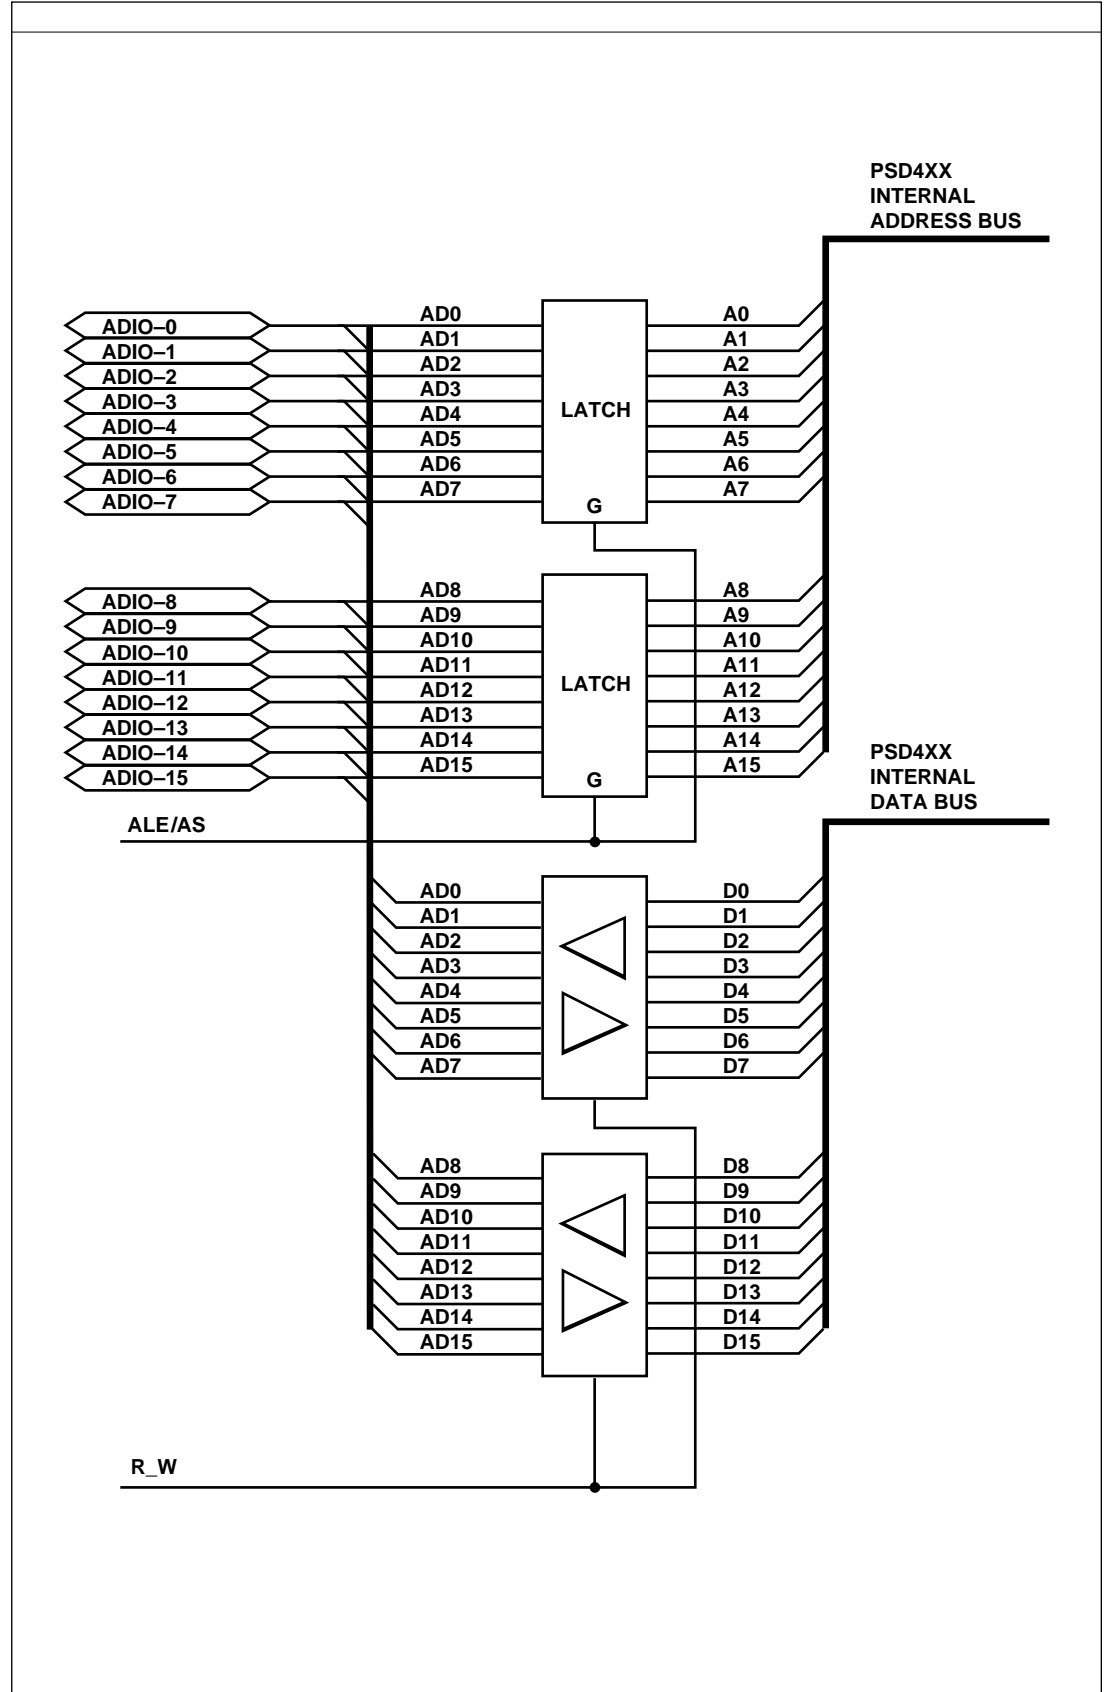 PSD4XX
INTERNAL
ADDRESS BUS
ADIO–0 AD0 A0
ADIO–1 AD1 A1
ADIO–2 AD2 A2
ADIO–3 AD3 A3
ADIO–4 AD4 LATCH A4
ADIO–5 AD5 A5
ADIO–6 AD6 A6
ADIO–7 AD7 A7
G
ADIO–8 AD8 A8
ADIO–9 AD9 A9
ADIO–10 AD10 A10
ADIO–11 AD11 A11
ADIO–12 AD12 LATCH A12
ADIO–13 AD13 A13
ADIO–14 AD14 A14
ADIO–15 AD15 A15
G
PSD4XX
INTERNAL
DATA BUS
ALE/AS
AD0 D0
AD1 D1
AD2 D2
AD3 D3
AD4 D4
AD5 D5
AD6 D6
AD7 D7
AD8 D8
AD9 D9
AD10 D10
AD11 D11
AD12 D12
AD13 D13
AD14 D14
AD15 D15
R_W